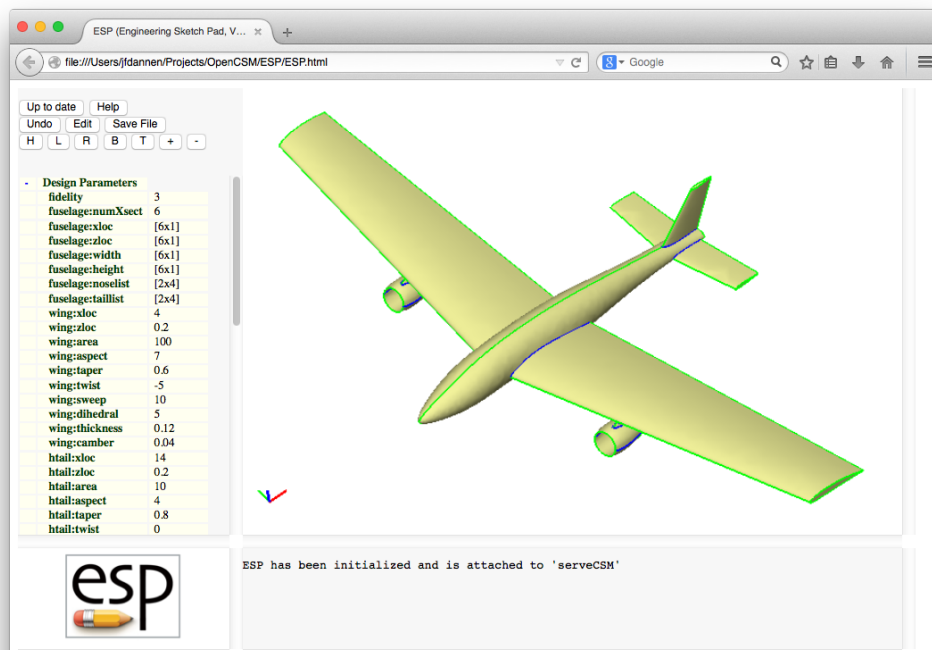 ESP (Engineering Sketch Pad, V...
file:///Users/jfdannen/Projects/OpenCSM/ESP/ESP.html
8 Google
Up to date Help
Undo Edit Save File
H L R B T + -
- Design Parameters
fidelity 3
fuselage:numXsect 6
fuselage:xloc [6x1]
fuselage:zloc [6x1]
fuselage:width [6x1]
fuselage:height [6x1]
fuselage:noselist [2x4]
fuselage:taillist [2x4]
wing:xloc 4
wing:zloc 0.2
wing:area 100
wing:aspect 7
wing:taper 0.6
wing:twist -5
wing:sweep 10
wing:dihedral 5
wing:thickness 0.12
wing:camber 0.04
htail:xloc 14
htail:zloc 0.2
htail:area 10
htail:aspect 4
htail:taper 0.8
htail:twist 0
esp
ESP has been initialized and is attached to 'serveCSM'